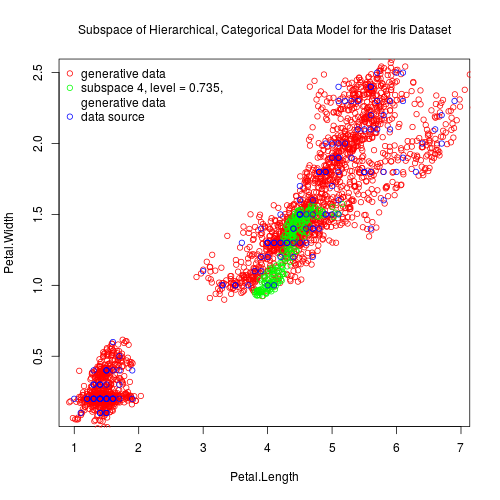 Subspace of Hierarchical, Categorical Data Model for the Iris Dataset
generative data
subspace 4, level = 0.735,
generative data
data source
Petal.Width
2.5
2.0
1.5
1.0
0.5
1 2 3 4 5 6 7
Petal.Length